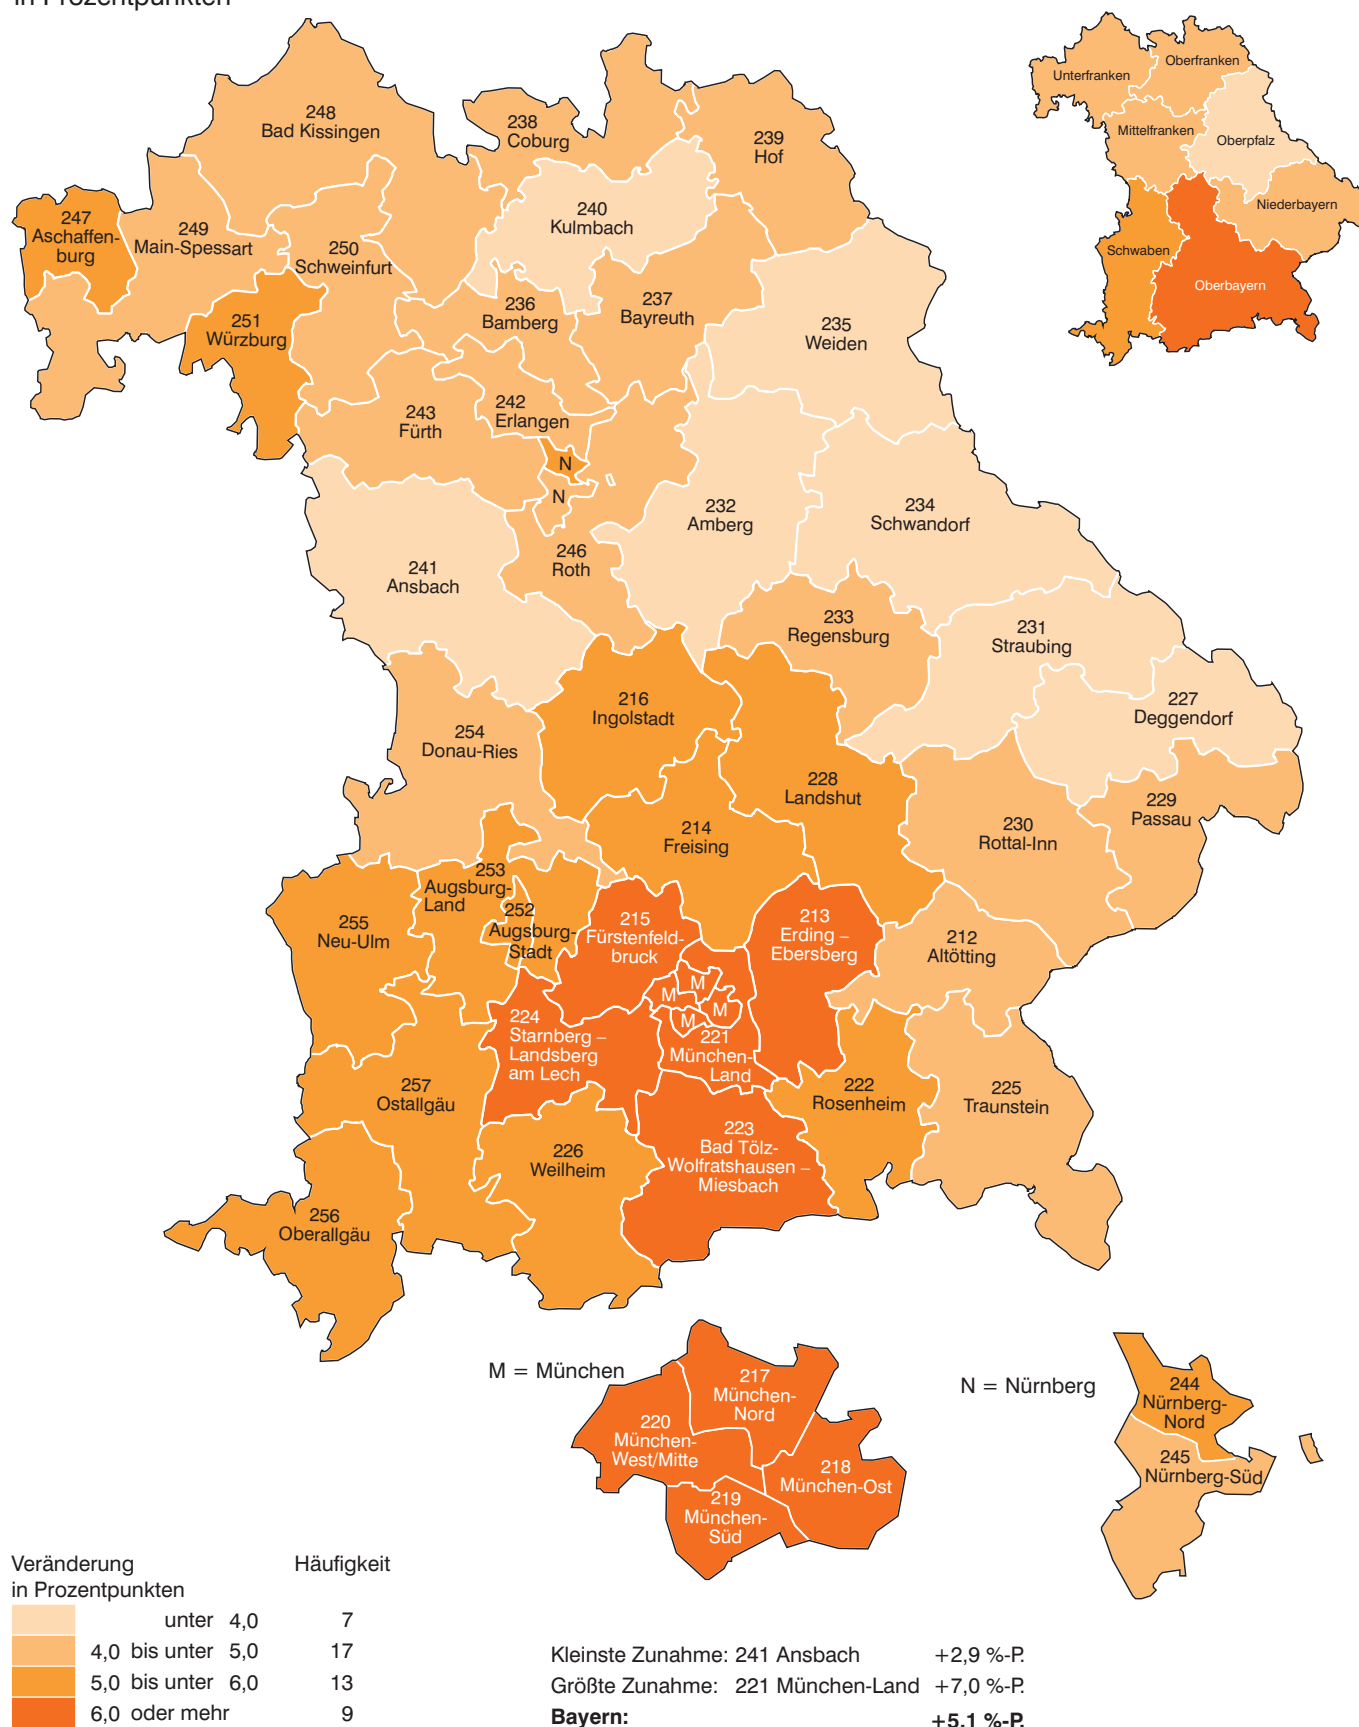 in Prozentpunkten
248
Bad Kissingen
238
Coburg
239
Hof
247
Aschaffen-
burg
249
Main-Spessart
250
Schweinfurt
240
Kulmbach
251
Würzburg
236
Bamberg
237
Bayreuth
235
Weiden
243
Fürth
242
Erlangen
N
N
232
Amberg
234
Schwandorf
241
Ansbach
246
Roth
233
Regensburg
231
Straubing
227
Deggendorf
216
Ingolstadt
254
Donau-Ries
228
Landshut
229
Passau
230
Rottal-Inn
214
Freising
253
Augsburg-
Land
252
Augsburg-
Stadt
255
Neu-Ulm
215
Fürstenfeld-
bruck
213
Erding –
Ebersberg
212
Altötting
M
M
M
M
221
München-
Land
224
Starnberg –
Landsberg
am Lech
257
Ostallgäu
222
Rosenheim
225
Traunstein
223
Bad Tölz-
Wolfratshausen –
Miesbach
226
Weilheim
256
Oberallgäu
Unterfranken
Oberfranken
Mittelfranken
Oberpfalz
Niederbayern
Schwaben
Oberbayern
M = München
217
München-
Nord
220
München-
West/Mitte
218
München-Ost
219
München-
Süd
N = Nürnberg
244
Nürnberg-
Nord
245
Nürnberg-Süd
Veränderung Häufigkeit
in Prozentpunkten
unter 4,0 7
4,0 bis unter 5,0 17
5,0 bis unter 6,0 13
6,0 oder mehr 9
Kleinste Zunahme: 241 Ansbach +2,9 %-P.
Größte Zunahme: 221 München-Land +7,0 %-P.
Bayern: +5,1 %-P.